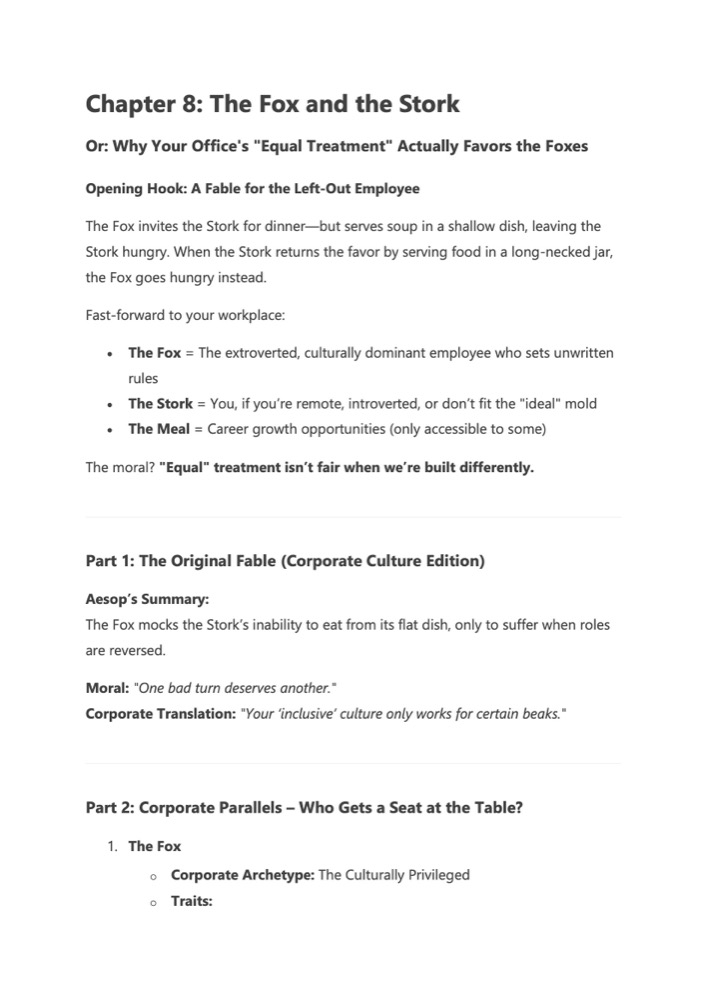 Chapter 8: The Fox and the Stork
Or: Why Your Office's "Equal Treatment" Actually Favors the Foxes
Opening Hook: A Fable for the Left-Out Employee
The Fox invites the Stork for dinner—but serves soup in a shallow dish, leaving the
Stork hungry. When the Stork returns the favor by serving food in a long-necked jar,
the Fox goes hungry instead.
Fast-forward to your workplace:
• The Fox = The extroverted, culturally dominant employee who sets unwritten
rules
• The Stork = You, if you’re remote, introverted, or don’t fit the "ideal" mold
• The Meal = Career growth opportunities (only accessible to some)
The moral? "Equal" treatment isn’t fair when we’re built differently.
Part 1: The Original Fable (Corporate Culture Edition)
Aesop’s Summary:
The Fox mocks the Stork’s inability to eat from its flat dish, only to suffer when roles
are reversed.
Moral: "One bad turn deserves another."
Corporate Translation: "Your ‘inclusive’ culture only works for certain beaks."
Part 2: Corporate Parallels – Who Gets a Seat at the Table?
1. The Fox
o Corporate Archetype: The Culturally Privileged
o Traits: